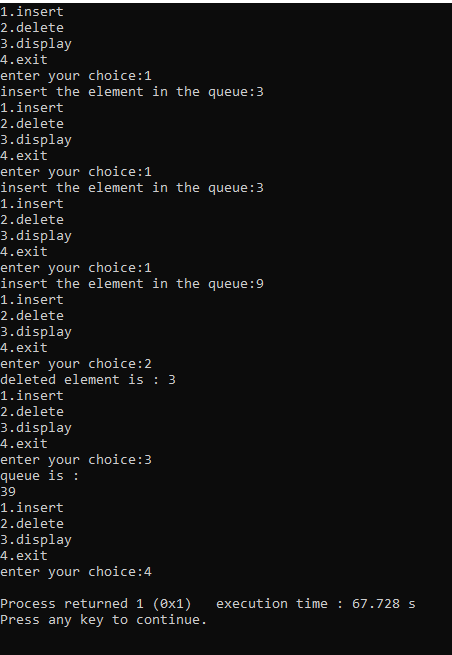 1.insert
2.delete
3.display
4.exit
enter your choice:1
insert the element in the queue:3
1.insert
2.delete
3.display
4.exit
enter your choice:1
insert the element in the queue:3
1.insert
2.delete
3.display
4.exit
enter your choice:1
insert the element in the queue:9
1.insert
2.delete
3.display
4.exit
enter your choice:2
deleted element is : 3
1.insert
2.delete
3.display
4.exit
enter your choice:3
queue is :
39
1.insert
2.delete
3.display
4.exit
enter your choice:4

Process returned 1 (0x1)   execution time : 67.728 s
Press any key to continue.